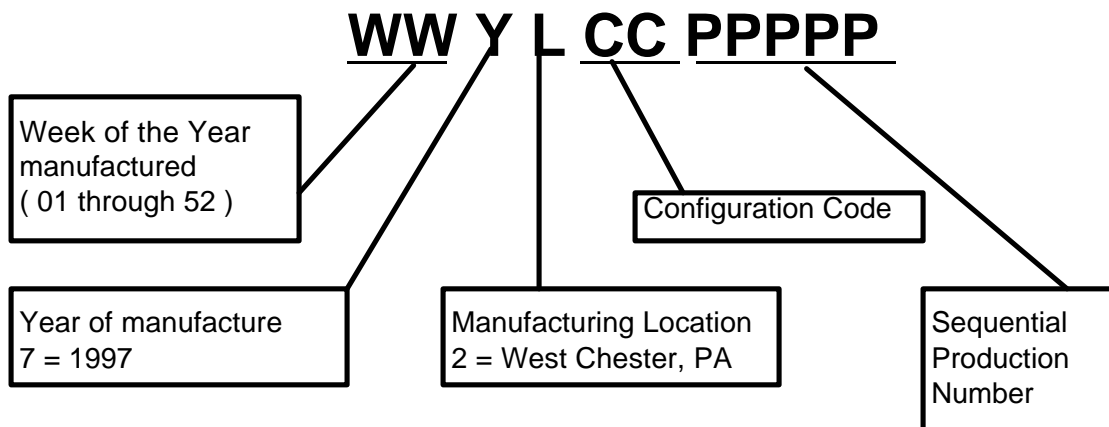 WW Y L CC PPPPP
Week of the Year
manufactured
( 01 through 52 )
Configuration Code
Year of manufacture
7 = 1997
Manufacturing Location
2 = West Chester, PA
Sequential
Production
Number